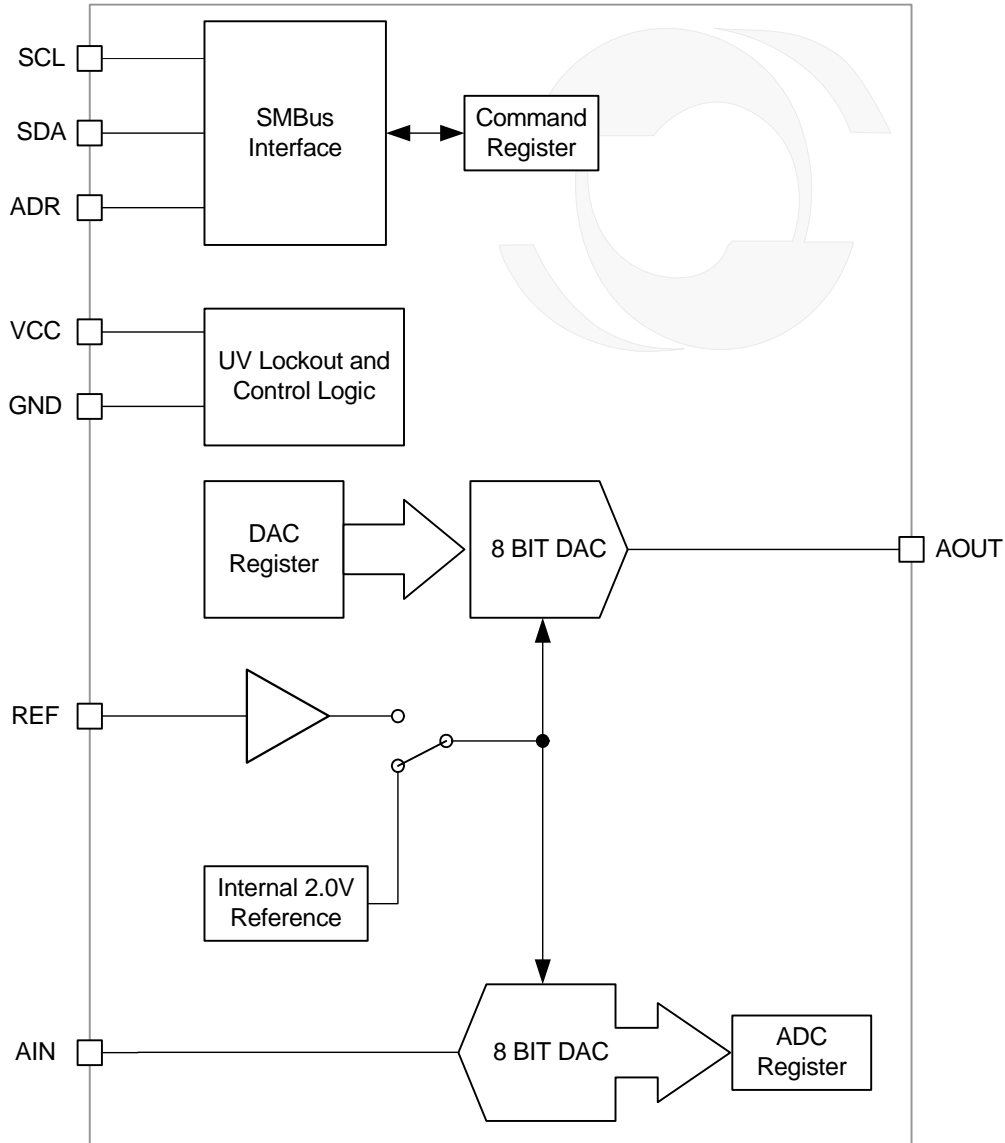 SCL
SDA
ADR
SMBus
Interface
Command
Register
VCC
GND
UV Lockout and
Control Logic
DAC
Register
8 BIT DAC
AOUT
REF
Internal 2.0V
Reference
AIN
8 BIT DAC
ADC
Register